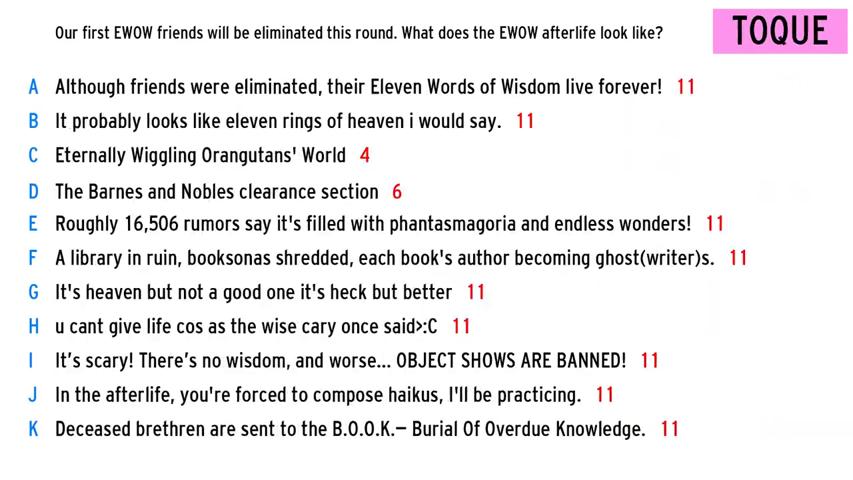 Our first EWOW friends will be eliminated this round. What does the EWOW afterlife look like?
TOQUE
A Although friends were eliminated, their Eleven Words of Wisdom live forever! 11
B It probably looks like eleven rings of heaven i would say. 11
C Eternally Wiggling Orangutans' World 4
D The Barnes and Nobles clearance section 6
E Roughly 16,506 rumors say it's filled with phantasmagoria and endless wonders! 11
F A library in ruin, booksonas shredded, each book's author becoming ghost(writer)s. 11
G It's heaven but not a good one it's heck but better 11
H u cant give life cos as the wise cary once said>:C 11
I It’s scary! There’s no wisdom, and worse... OBJECT SHOWS ARE BANNED! 11
J In the afterlife, you're forced to compose haikus, I'll be practicing. 11
K Deceased brethren are sent to the B.O.O.K.— Burial Of Overdue Knowledge. 11